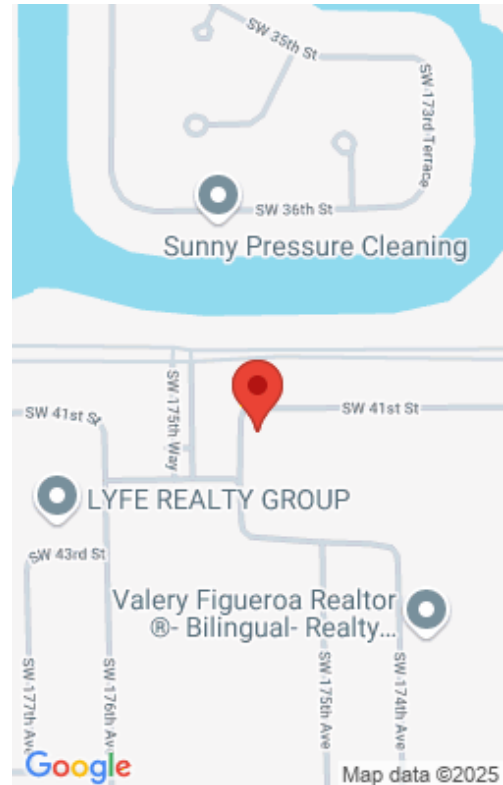 SW 35th St
SW 173rd Terrace
SW 36th St
Sunny Pressure Cleaning
SW 175th Way
SW 41st St
SW 41st St
LYFE REALTY GROUP
SW 43rd St
Valery Figueroa Realtor
®- Bilingual- Realty...
SW 177th Ave
SW 176th Ave
SW 175th Ave
SW 174th Ave
Google
Map data ©2025